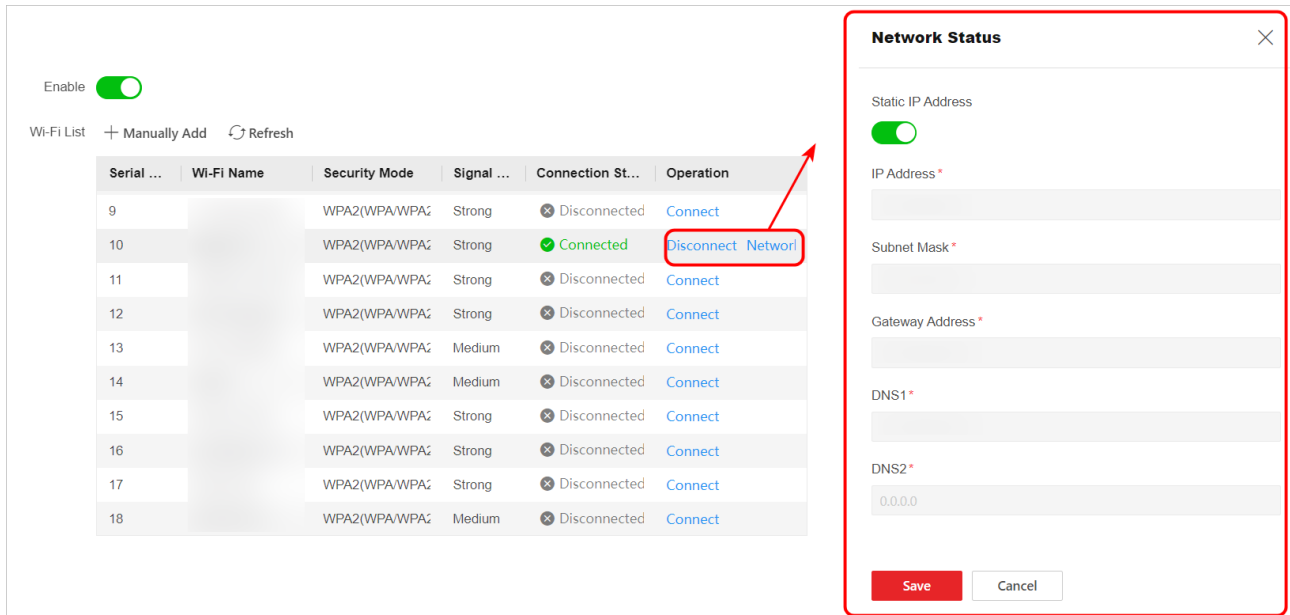 Enable
Wi-Fi List + Manually Add Refresh
Serial ... Wi-Fi Name Security Mode Signal ... Connection St... Operation
9 WPA2(WPA/WPA2 Strong Disconnected Connect
10 WPA2(WPA/WPA2 Strong Connected Disconnect Network
11 WPA2(WPA/WPA2 Strong Disconnected Connect
12 WPA2(WPA/WPA2 Strong Disconnected Connect
13 WPA2(WPA/WPA2 Medium Disconnected Connect
14 WPA2(WPA/WPA2 Medium Disconnected Connect
15 WPA2(WPA/WPA2 Strong Disconnected Connect
16 WPA2(WPA/WPA2 Strong Disconnected Connect
17 WPA2(WPA/WPA2 Strong Disconnected Connect
18 WPA2(WPA/WPA2 Medium Disconnected Connect
Network Status
Static IP Address
IP Address*
Subnet Mask*
Gateway Address*
DNS1*
DNS2*
0.0.0.0
Save Cancel